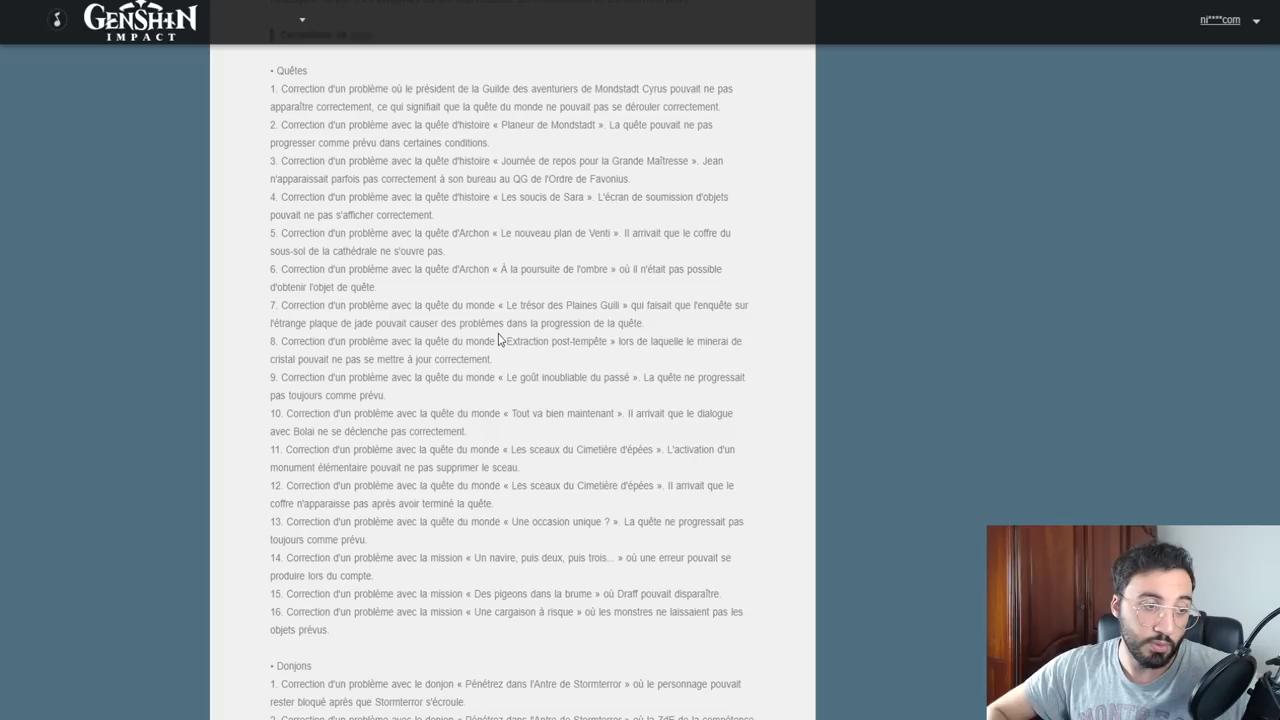 GENSHIN
IMPACT
ni****com
• Quêtes
1. Correction d'un problème où le président de la Guilde des aventuriers de Mondstadt Cyrus pouvait ne pas
apparaître correctement, ce qui signifiait que la quête du monde ne pouvait pas se dérouler correctement.
2. Correction d'un problème avec la quête d'histoire « Planeur de Mondstadt ». La quête pouvait ne pas
progresser comme prévu dans certaines conditions.
3. Correction d'un problème avec la quête d'histoire « Journée de repos pour la Grande Maîtresse ». Jean
n'apparaissait parfois pas correctement à son bureau au QG de l'Ordre de Favonius.
4. Correction d'un problème avec la quête d'histoire « Les soucis de Sara ». L'écran de soumission d'objets
pouvait ne pas s'afficher correctement.
5. Correction d'un problème avec la quête d'Archon « Le nouveau plan de Venti ». Il arrivait que le coffre du
sous-sol de la cathédrale ne s'ouvre pas.
6. Correction d'un problème avec la quête d'Archon « À la poursuite de l'ombre » où il n'était pas possible
d'obtenir l'objet de quête.
7. Correction d'un problème avec la quête du monde « Le trésor des Plaines Guili » qui faisait que l'enquête sur
l'étrange plaque de jade pouvait causer des problèmes dans la progression de la quête.
8. Correction d'un problème avec la quête du monde « Extraction post-tempête » lors de laquelle le minerai de
cristal pouvait ne pas se mettre à jour correctement.
9. Correction d'un problème avec la quête du monde « Le goût inoubliable du passé ». La quête ne progressait
pas toujours comme prévu.
10. Correction d'un problème avec la quête du monde « Tout va bien maintenant ». Il arrivait que le dialogue
avec Bolai ne se déclenche pas correctement.
11. Correction d'un problème avec la quête du monde « Les sceaux du Cimetière d'épées ». L'activation d'un
monument élémentaire pouvait ne pas supprimer le sceau.
12. Correction d'un problème avec la quête du monde « Les sceaux du Cimetière d'épées ». Il arrivait que le
coffre n'apparaisse pas après avoir terminé la quête.
13. Correction d'un problème avec la quête du monde « Une occasion unique ? ». La quête ne progressait pas
toujours comme prévu.
14. Correction d'un problème avec la mission « Un navire, puis deux, puis trois... » où une erreur pouvait se
produire lors du compte.
15. Correction d'un problème avec la mission « Des pigeons dans la brume » où Draff pouvait disparaître.
16. Correction d'un problème avec la mission « Une cargaison à risque » où les monstres ne laissaient pas les
objets prévus.
• Donjons
1. Correction d'un problème avec le donjon « Pénétrez dans l'Antre de Stormterror » où le personnage pouvait
rester bloqué après que Stormterror s'écroule.
2. Correction d'un problème avec le donjon « Pénétrez dans l'Antre de Stormterror » où la ZdE de la compétence